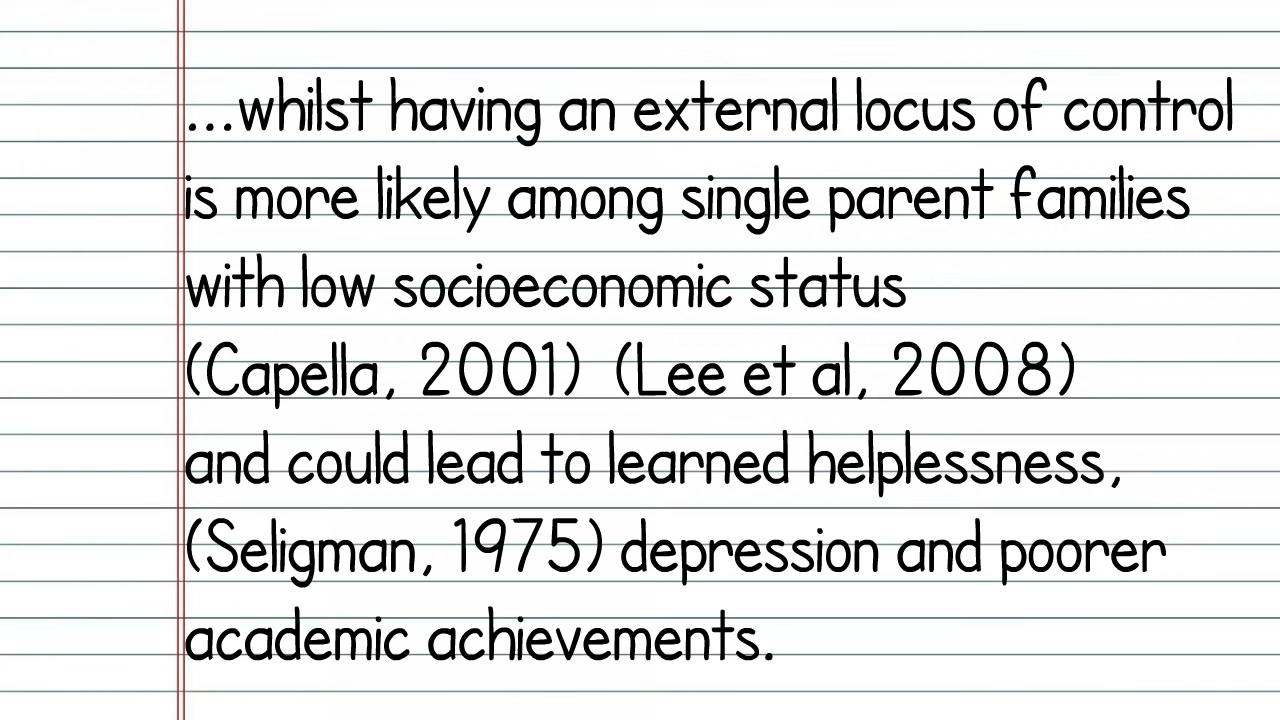 ...whilst having an external locus of control
is more likely among single parent families
with low socioeconomic status
(Capella, 2001) (Lee et al, 2008)
and could lead to learned helplessness,
(Seligman, 1975) depression and poorer
academic achievements.